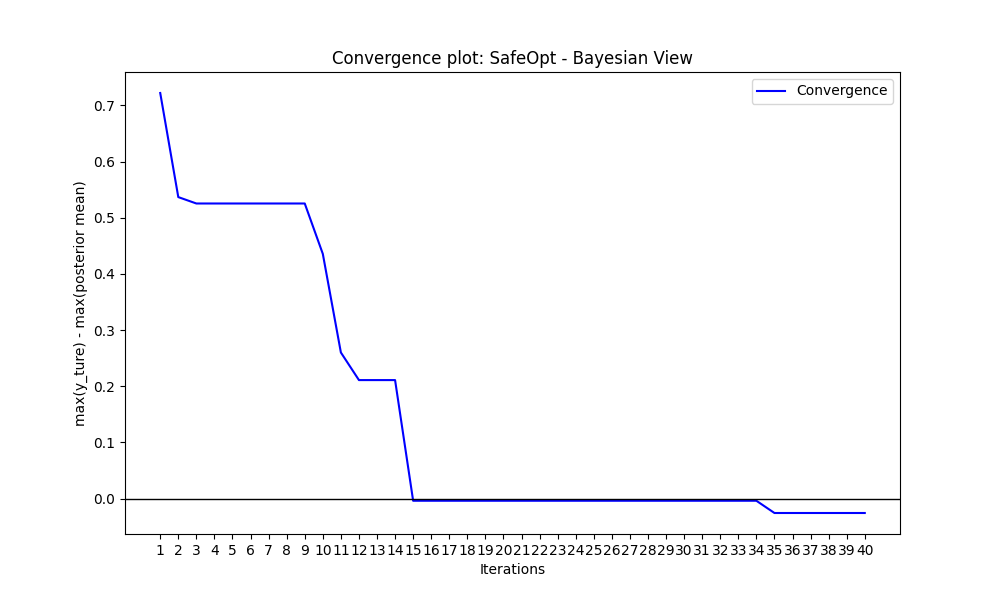 Convergence plot: SafeOpt - Bayesian View
Convergence
max(y_ture) - max(posterior mean)
0.7
0.6
0.5
0.4
0.3
0.2
0.1
0.0
1 2 3 4 5 6 7 8 9 10 11 12 13 14 15 16 17 18 19 20 21 22 23 24 25 26 27 28 29 30 31 32 33 34 35 36 37 38 39 40
Iterations